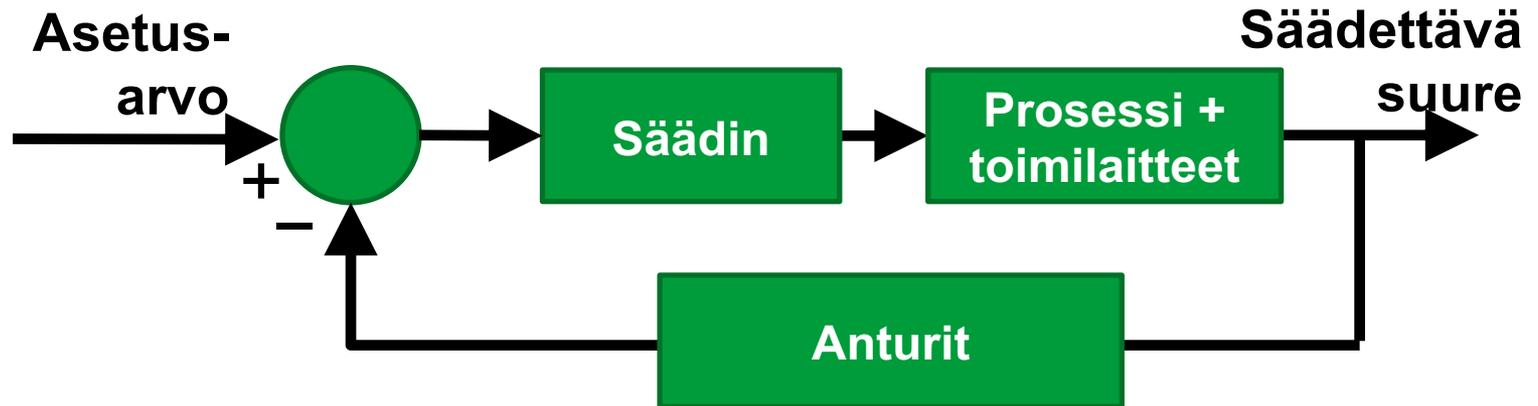 Asetus-
arvo
+
−
Säädin
Prosessi +
toimilaitteet
Säädettävä
suure
Anturit